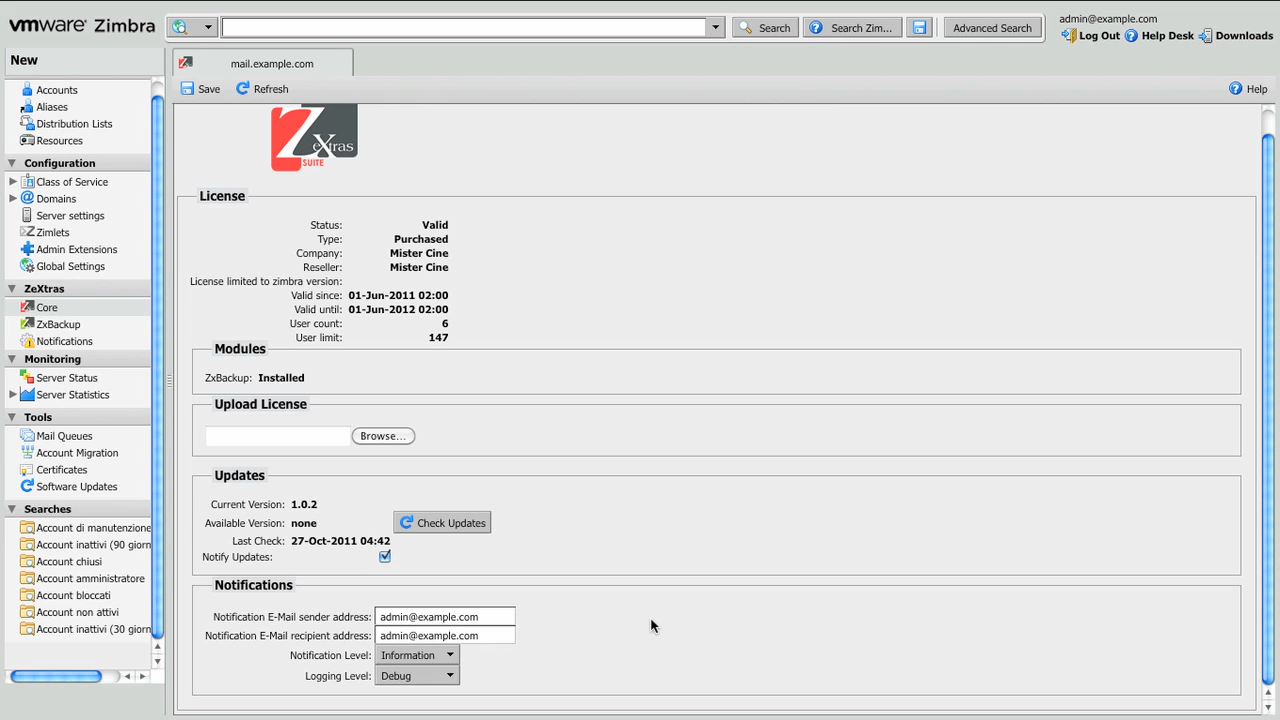 vmware Zimbra
Search
Search Zim...
Advanced Search
admin@example.com
Log Out
Help Desk
Downloads
New
mail.example.com
Save
Refresh
Help
Accounts
Aliases
Distribution Lists
Resources
Configuration
Class of Service
Domains
Server settings
Zimlets
Admin Extensions
Global Settings
ZeXtras
Core
ZxBackup
Notifications
Monitoring
Server Status
Server Statistics
Tools
Mail Queues
Account Migration
Certificates
Software Updates
Searches
Account di manutenzione
Account inattivi (90 giorn
Account chiusi
Account amministratore
Account bloccati
Account non attivi
Account inattivi (30 giorn
ZeXtras
SUITE
License
Status: Valid
Type: Purchased
Company: Mister Cine
Reseller: Mister Cine
License limited to zimbra version:
Valid since: 01-Jun-2011 02:00
Valid until: 01-Jun-2012 02:00
User count: 6
User limit: 147
Modules
ZxBackup: Installed
Upload License
Browse...
Updates
Current Version: 1.0.2
Available Version: none
Check Updates
Last Check: 27-Oct-2011 04:42
Notify Updates:
Notifications
Notification E-Mail sender address: admin@example.com
Notification E-Mail recipient address: admin@example.com
Notification Level: Information
Logging Level: Debug